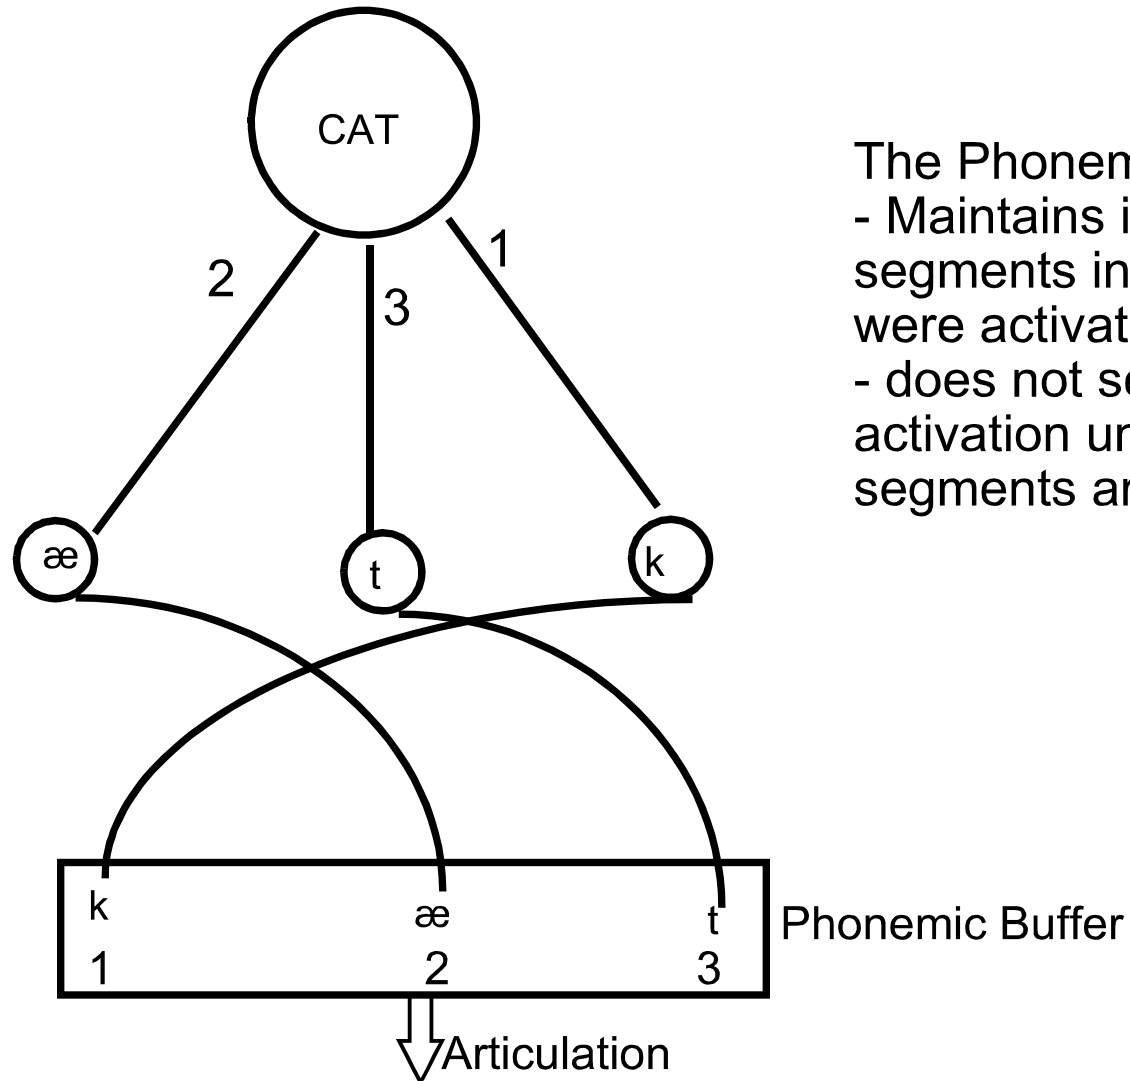 CAT
The Phonem
- Maintains i
segments in
were activat
- does not se
activation un
segments ar
2
3
1
æ
t
k
k æ t
1 2 3
Phonemic Buffer
Articulation